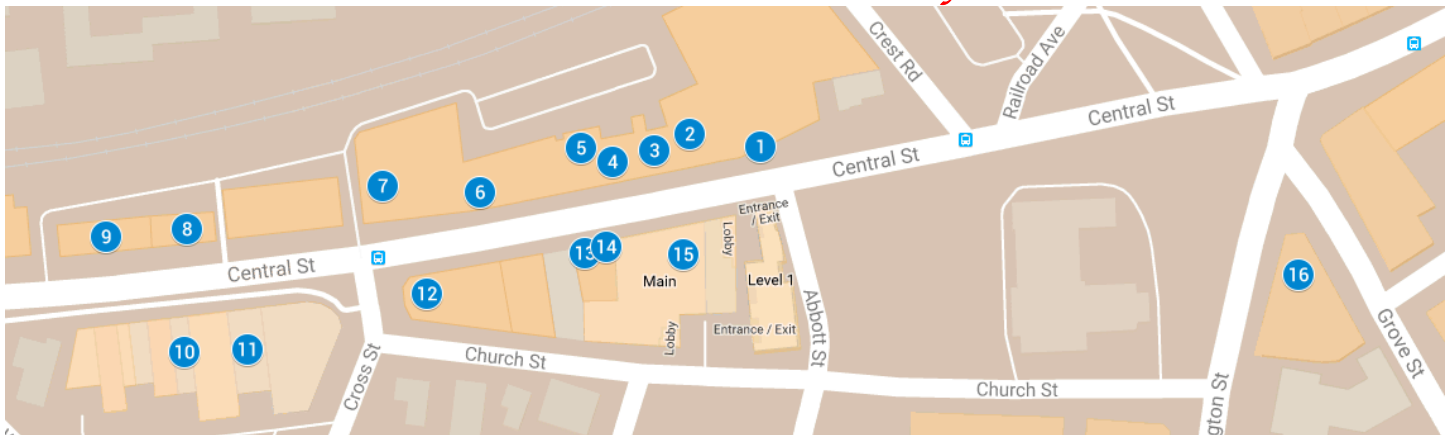 Crest Rd
Railroad Ave
Central St
Central St
1
2
3
4
5
6
7
8
9
Central St
Entrance
/ Exit
Lobby
13
14
15
Main
Level 1
12
16
Abbott St
Entrance / Exit
Lobby
10
11
Cross St
Church St
Church St
Grove St
gton St